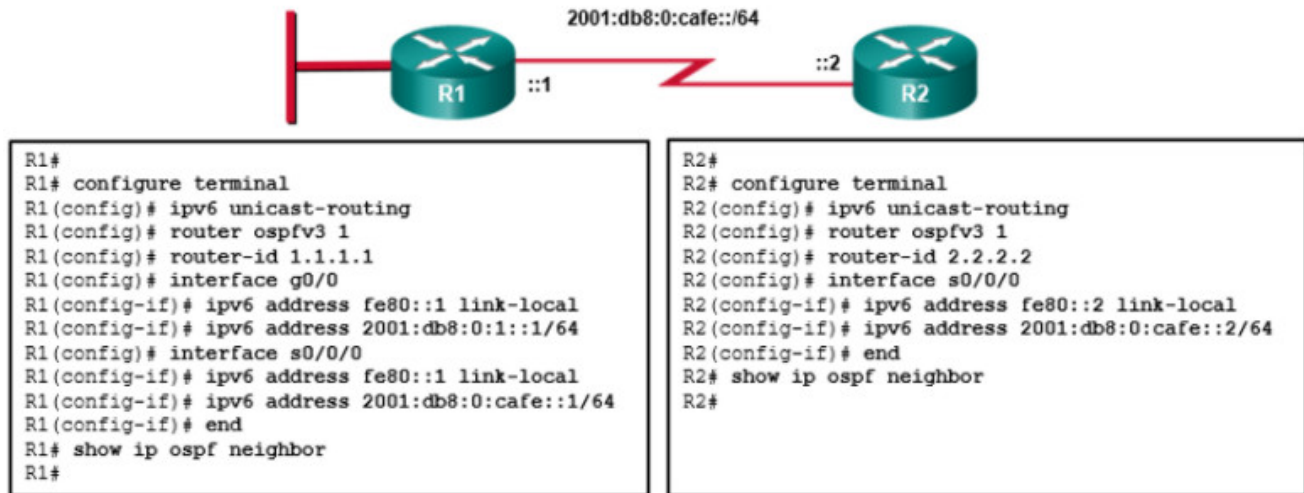 2001:db8:0:cafe::/64
R1
::1
::2
R2
R1#
R1# configure terminal
R1(config)# ipv6 unicast-routing
R1(config)# router ospfv3 1
R1(config)# router-id 1.1.1.1
R1(config)# interface g0/0
R1(config-if)# ipv6 address fe80::1 link-local
R1(config-if)# ipv6 address 2001:db8:0:1::1/64
R1(config)# interface s0/0/0
R1(config-if)# ipv6 address fe80::1 link-local
R1(config-if)# ipv6 address 2001:db8:0:cafe::1/64
R1(config-if)# end
R1# show ip ospf neighbor
R1#
R2#
R2# configure terminal
R2(config)# ipv6 unicast-routing
R2(config)# router ospfv3 1
R2(config)# router-id 2.2.2.2
R2(config)# interface s0/0/0
R2(config-if)# ipv6 address fe80::2 link-local
R2(config-if)# ipv6 address 2001:db8:0:cafe::2/64
R2(config-if)# end
R2# show ip ospf neighbor
R2#